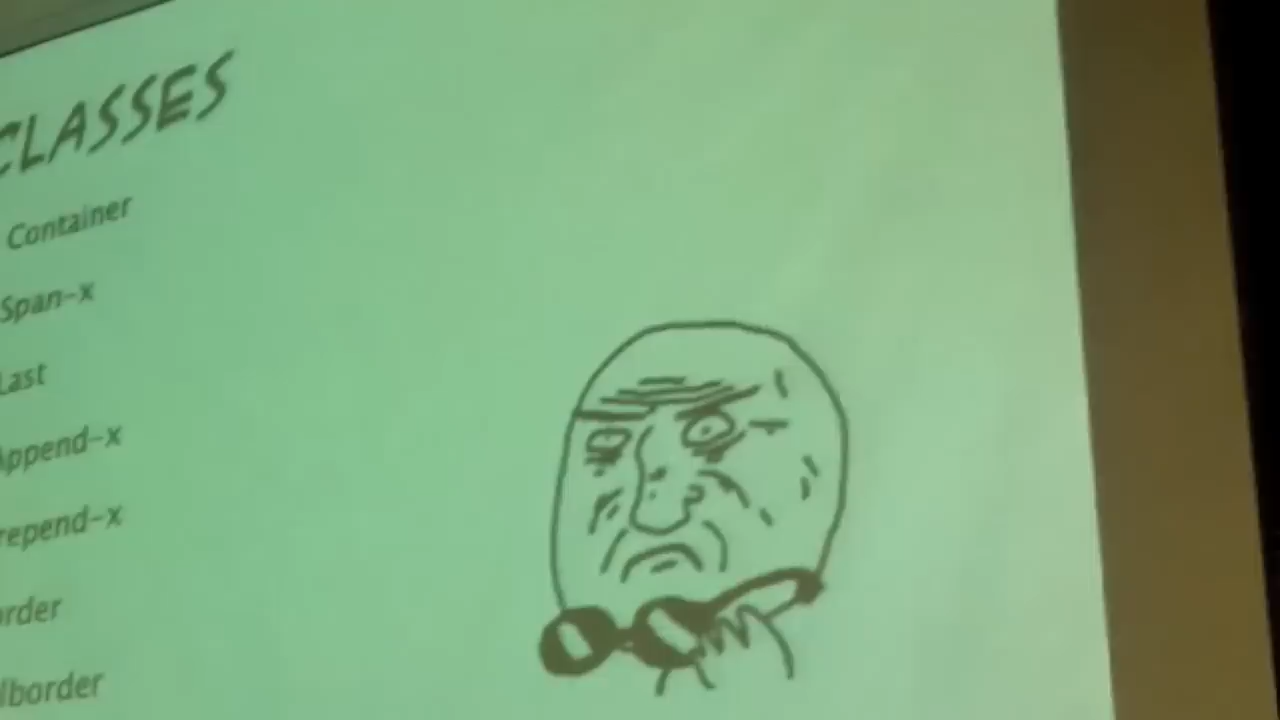 CLASSES
Container
Span-x
Last
Append-x
repend-x
order
lborder